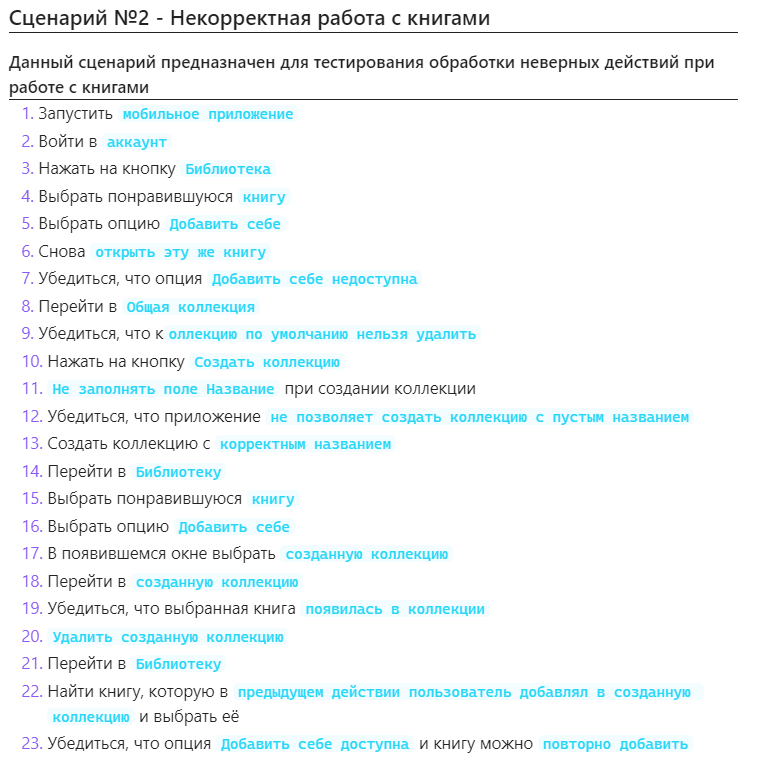 Сценарий №2 - Некорректная работа с книгами
Данный сценарий предназначен для тестирования обработки неверных действий при
работе с книгами
1. Запустить мобильное приложение
2. Войти в аккаунт
3. Нажать на кнопку Библиотека
4. Выбрать понравившуюся книгу
5. Выбрать опцию Добавить себе
6. Снова открыть эту же книгу
7. Убедиться, что опция Добавить себе недоступна
8. Перейти в Общая коллекция
9. Убедиться, что коллекцию по умолчанию нельзя удалить
10. Нажать на кнопку Создать коллекцию
11. Не заполнять поле Название при создании коллекции
12. Убедиться, что приложение не позволяет создать коллекцию с пустым названием
13. Создать коллекцию с корректным названием
14. Перейти в Библиотеку
15. Выбрать понравившуюся книгу
16. Выбрать опцию Добавить себе
17. В появившемся окне выбрать созданную коллекцию
18. Перейти в созданную коллекцию
19. Убедиться, что выбранная книга появилась в коллекции
20. Удалить созданную коллекцию
21. Перейти в Библиотеку
22. Найти книгу, которую в предыдущем действии пользователь добавлял в созданную
коллекцию и выбрать её
23. Убедиться, что опция Добавить себе доступна и книгу можно повторно добавить